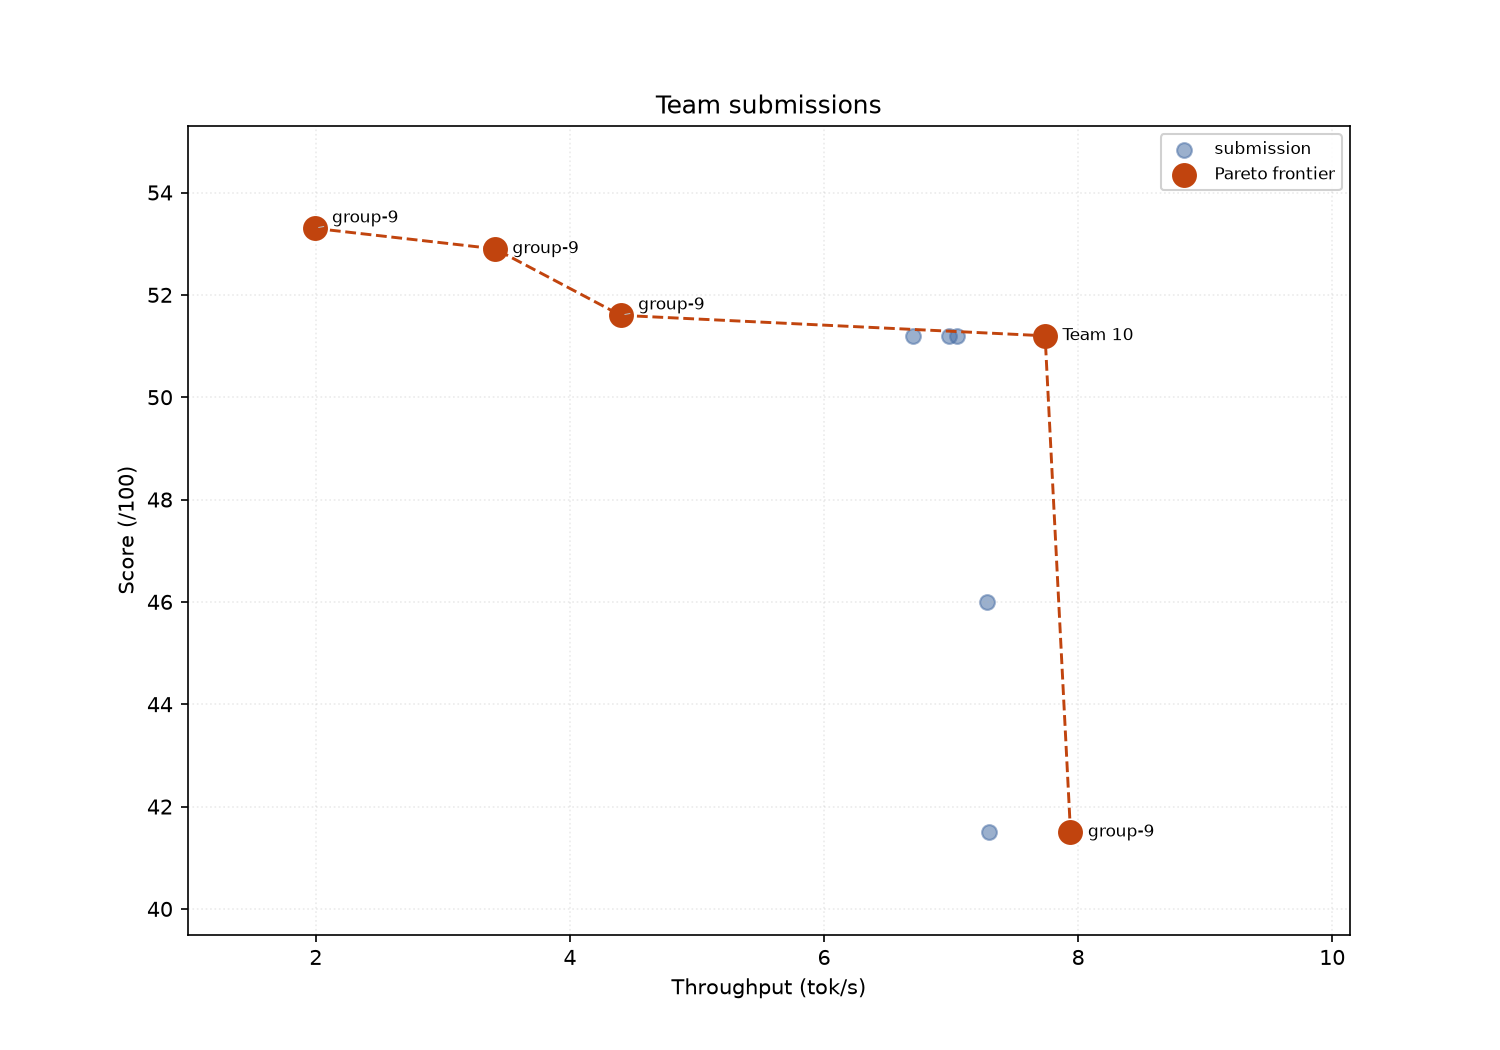 Team submissions
submission
Pareto frontier
54
52
50
48
46
44
42
40
Score (/100)
group-9
group-9
group-9
Team 10
group-9
2
4
6
8
10
Throughput (tok/s)